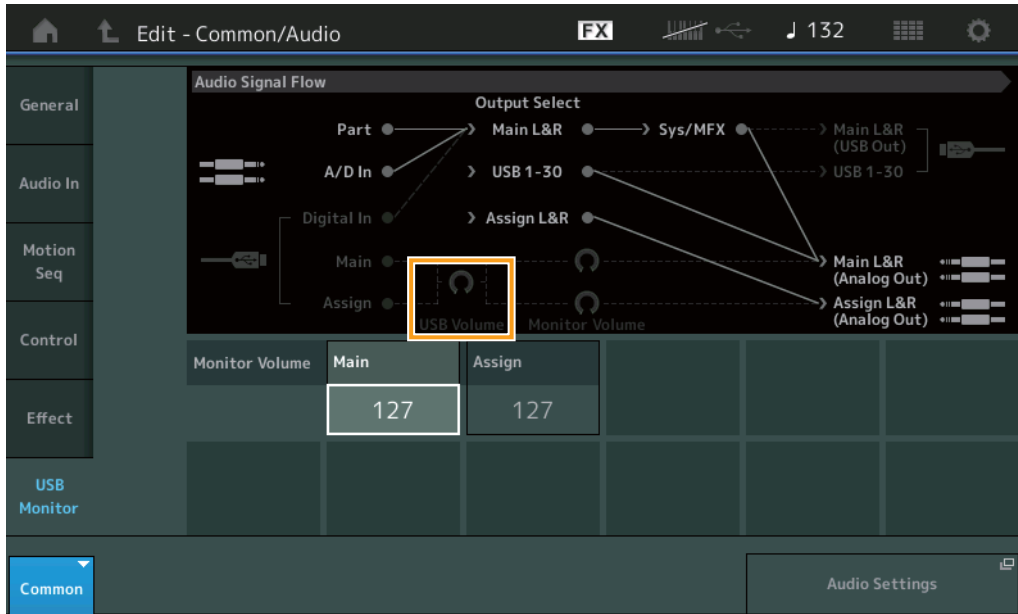 Edit - Common/Audio
FX
132
General
Audio In
Motion
Seq
Control
Effect
USB
Monitor
Common
Audio Signal Flow
Output Select
Part
Main L&R
Sys/MFX
Main L&R
(USB Out)
A/D In
USB 1-30
USB 1-30
Digital In
Assign L&R
Main
Main L&R
(Analog Out)
Assign
Assign L&R
(Analog Out)
USB Volume
Monitor Volume
Monitor Volume
Main
Assign
127
127
Audio Settings